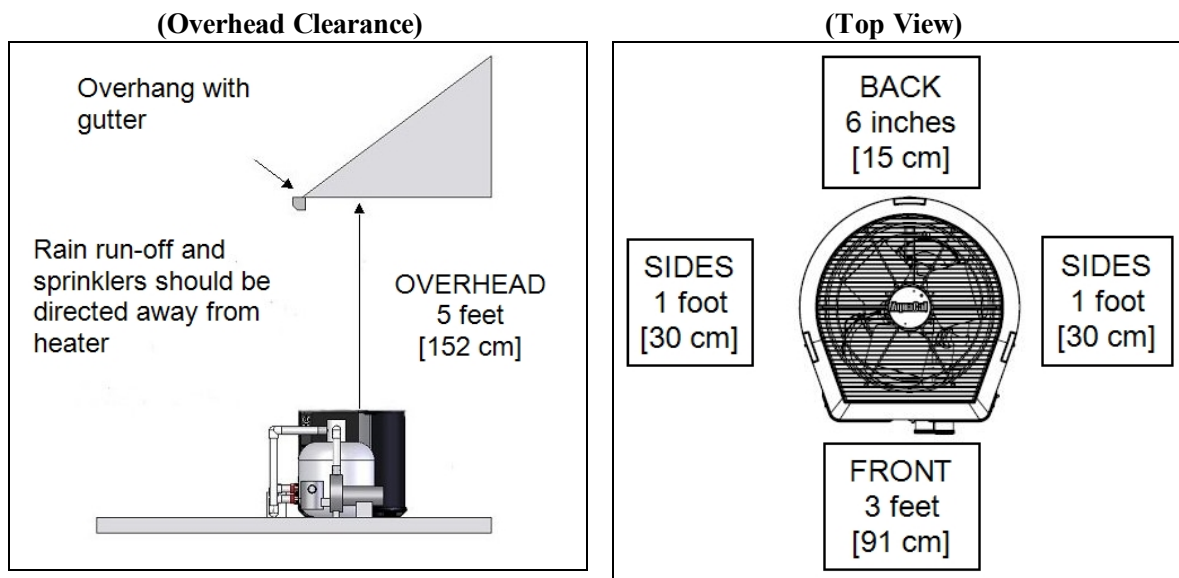 (Overhead Clearance)
Overhang with
gutter
Rain run-off and
sprinklers should be
directed away from
heater
OVERHEAD
5 feet
[152 cm]
(Top View)
BACK
6 inches
[15 cm]
SIDES
1 foot
[30 cm]
AquaCal
SIDES
1 foot
[30 cm]
FRONT
3 feet
[91 cm]